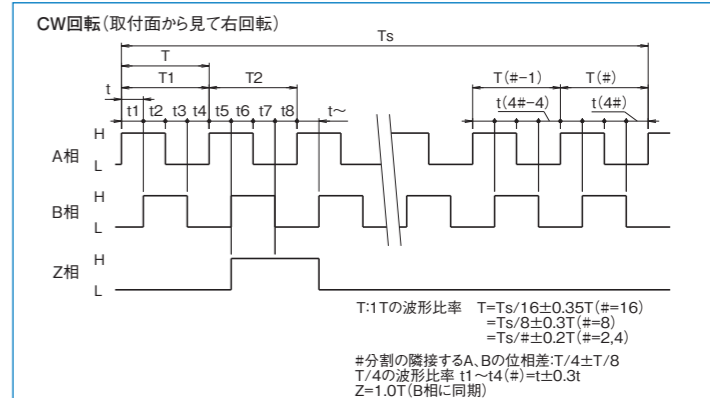 CW回転(取付面から見て右回転)
Ts
T
T1 T2 T(#-1) T(#)
t
t1 t2 t3 t4 t5 t6 t7 t8 t~ t(4#-4) t(4#)
H
A相
L
H
B相
L
H
Z相
L
T:1Tの波形比率 T=Ts/16±0.35T(#=16)
=Ts/8±0.3T(#=8)
=Ts/#±0.2T(#=2,4)
#分割の隣接するA、Bの位相差:T/4±T/8
T/4の波形比率 t1~t4(#)=t±0.3t
Z=1.0T(B相に同期)